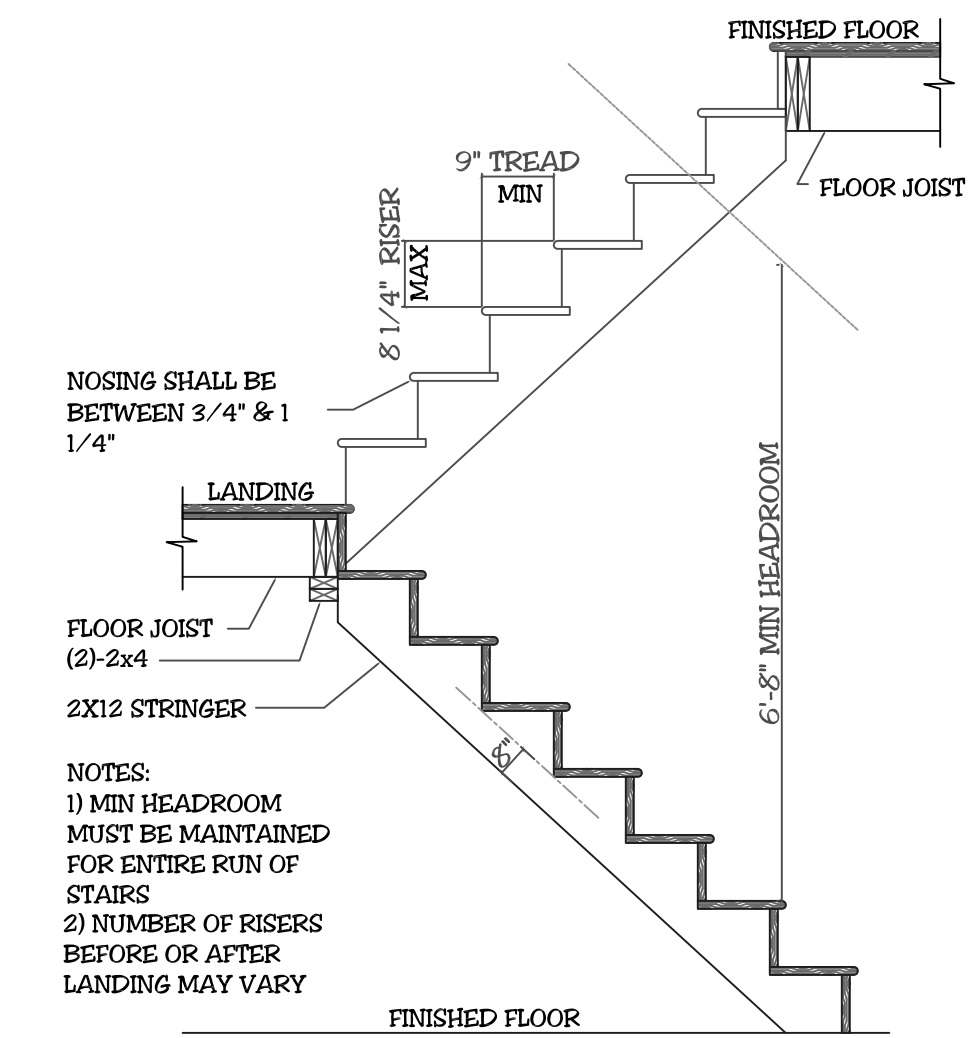 FINISHED FLOOR
FLOOR JOIST
9" TREAD
MIN
8 1/4" RISER
MAX
NOSING SHALL BE
BETWEEN 3/4" & 1
1/4"
LANDING
6'-8" MIN HEADROOM
FLOOR JOIST
(2)-2x4
2X12 STRINGER
8"
NOTES:
1) MIN HEADROOM
MUST BE MAINTAINED
FOR ENTIRE RUN OF
STAIRS
2) NUMBER OF RISERS
BEFORE OR AFTER
LANDING MAY VARY
FINISHED FLOOR